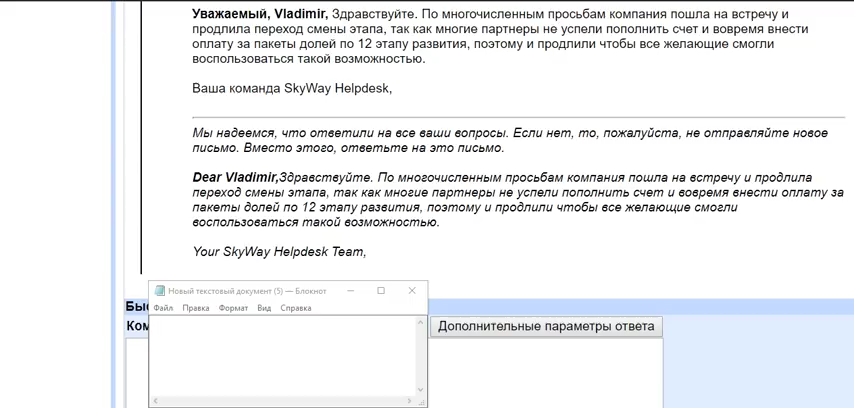 Уважаемый, Vladimir, Здравствуйте. По многочисленным просьбам компания пошла на встречу и
продлила переход смены этапа, так как многие партнеры не успели пополнить счет и вовремя внести
оплату за пакеты долей по 12 этапу развития, поэтому и продлили чтобы все желающие смогли
воспользоваться такой возможностью.
Ваша команда SkyWay Helpdesk,
Мы надеемся, что ответили на все ваши вопросы. Если нет, то, пожалуйста, не отправляйте новое
письмо. Вместо этого, ответьте на это письмо.
Dear Vladimir,Здравствуйте. По многочисленным просьбам компания пошла на встречу и продлила
переход смены этапа, так как многие партнеры не успели пополнить счет и вовремя внести оплату за
пакеты долей по 12 этапу развития, поэтому и продлили чтобы все желающие смогли
воспользоваться такой возможностью.
Your SkyWay Helpdesk Team,
Новый текстовый документ (5) — Блокнот
Файл Правка Формат Вид Справка
Дополнительные параметры ответа